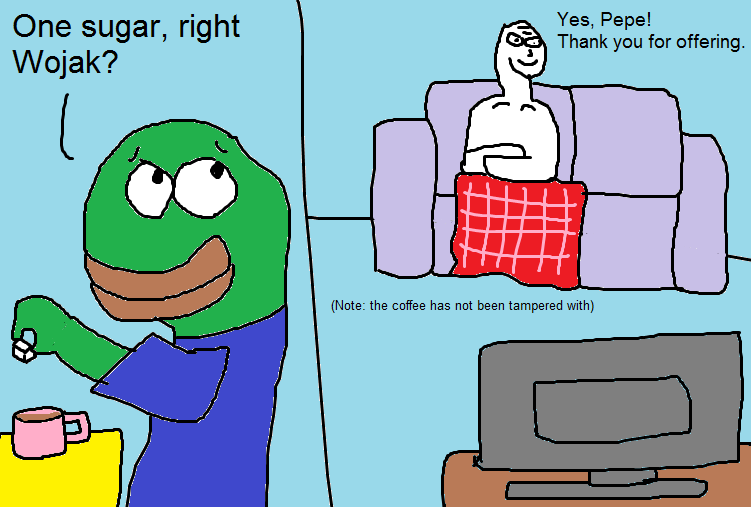 One sugar, right
Wojak?
Yes, Pepe!
Thank you for offering.
(Note: the coffee has not been tampered with)